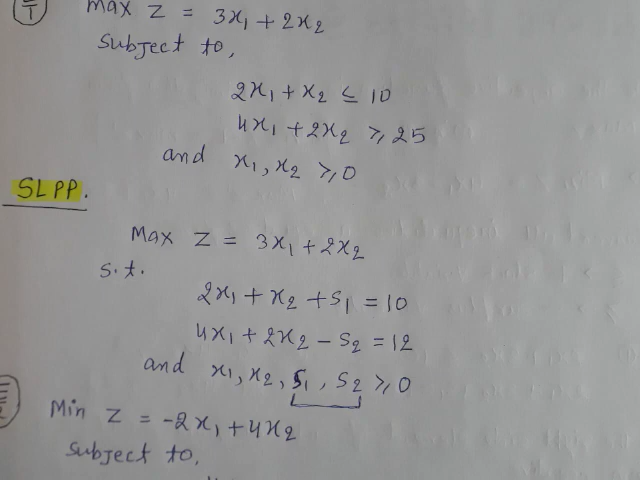 1
Max Z = 3x₁ + 2x₂
Subject to,
2x₁ + x₂ ≤ 10
4x₁ + 2x₂ ≥ 25
and x₁, x₂ ≥ 0
SLPP.
Max Z = 3x₁ + 2x₂
s.t.
2x₁ + x₂ + s₁ = 10
4x₁ + 2x₂ - s₂ = 12
and x₁, x₂, s₁, s₂ ≥ 0
Min Z = -2x₁ + 4x₂
Subject to,